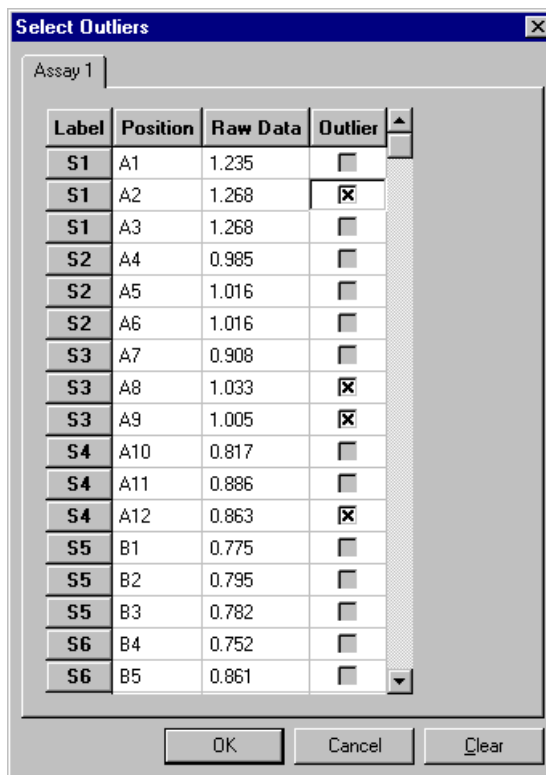 Select Outliers
Assay 1
Label Position Raw Data Outlier
S1 A1 1.235
S1 A2 1.268
S1 A3 1.268
S2 A4 0.985
S2 A5 1.016
S2 A6 1.016
S3 A7 0.908
S3 A8 1.033
S3 A9 1.005
S4 A10 0.817
S4 A11 0.886
S4 A12 0.863
S5 B1 0.775
S5 B2 0.795
S5 B3 0.782
S6 B4 0.752
S6 B5 0.861
OK Cancel Clear